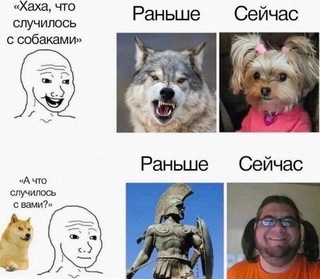 «Хаха, что
случилось
с собаками»
Раньше Сейчас
«А что
случилось
с вами?»
Раньше Сейчас